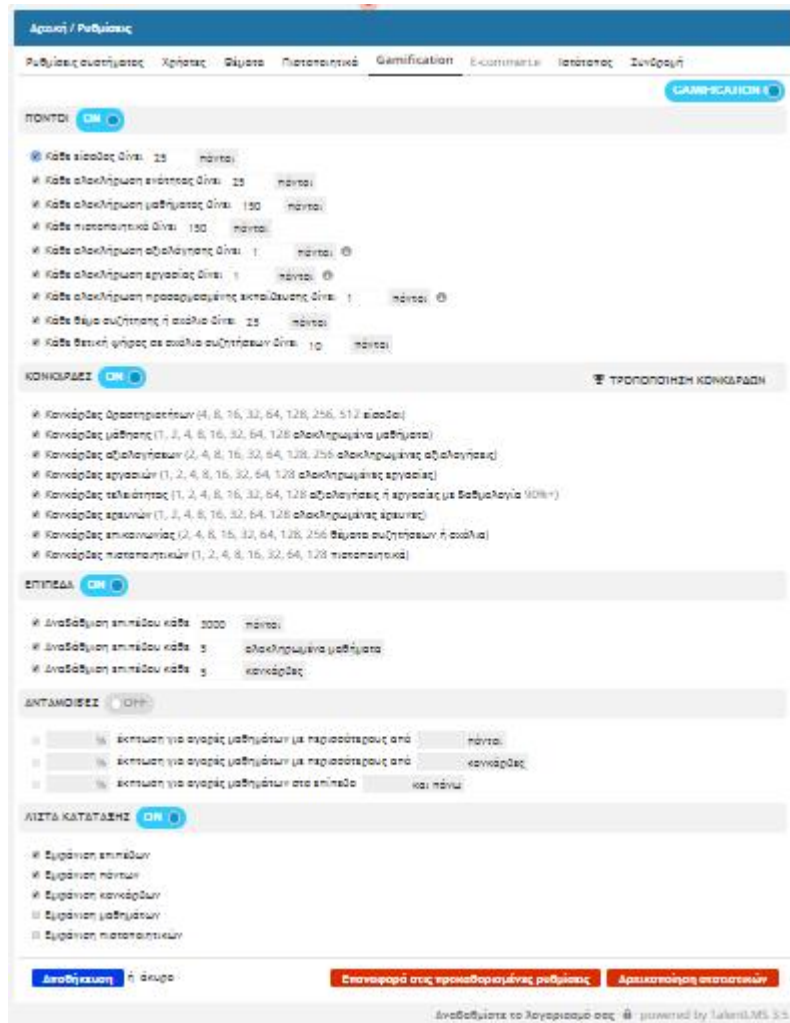 Αρχική / Ρυθμίσεις
Ρυθμίσεις συστήματος Χρήστες Θέματα Πιστοποιητικά Gamification E-commerce Ιστότοπος Συνδρομή
GAMIFICATION
ΠΟΝΤΟΙ ON
Κάθε είσοδος δίνει 25 πόντοι
Κάθε ολοκλήρωση ενότητας δίνει 25 πόντοι
Κάθε ολοκλήρωση μαθήματος δίνει 150 πόντοι
Κάθε πιστοποιητικό δίνει 150 πόντοι
Κάθε ολοκλήρωση αξιολόγησης δίνει 1 πόντοι
Κάθε ολοκλήρωση εργασίας δίνει 1 πόντοι
Κάθε ολοκλήρωση προσαρμοσμένης εκπαίδευσης δίνει 1 πόντοι
Κάθε θέμα συζήτησης ή σχόλιο δίνει 25 πόντοι
Κάθε θετική ψήφος σε σχόλια συζητήσεων δίνει 10 πόντοι
ΚΟΝΚΑΡΔΕΣ ON ΤΡΟΠΟΠΟΙΗΣΗ ΚΟΝΚΑΡΔΩΝ
Κονκάρδες δραστηριοτήτων (4, 8, 16, 32, 64, 128, 256, 512 είσοδοι)
Κονκάρδες μάθησης (1, 2, 4, 8, 16, 32, 64, 128 ολοκληρωμένα μαθήματα)
Κονκάρδες αξιολογήσεων (2, 4, 8, 16, 32, 64, 128, 256 ολοκληρωμένες αξιολογήσεις)
Κονκάρδες εργασιών (1, 2, 4, 8, 16, 32, 64, 128 ολοκληρωμένες εργασίες)
Κονκάρδες τελειότητας (1, 2, 4, 8, 16, 32, 64, 128 αξιολογήσεις ή εργασίες με βαθμολογία 90%+)
Κονκάρδες ερευνών (1, 2, 4, 8, 16, 32, 64, 128 ολοκληρωμένες έρευνες)
Κονκάρδες επικοινωνίας (2, 4, 8, 16, 32, 64, 128, 256 θέματα συζητήσεων ή σχόλια)
Κονκάρδες πιστοποιητικών (1, 2, 4, 8, 16, 32, 64, 128 πιστοποιητικά)
ΕΠΙΠΕΔΑ ON
Αναβάθμιση επιπέδου κάθε 3000 πόντοι
Αναβάθμιση επιπέδου κάθε 5 ολοκληρωμένα μαθήματα
Αναβάθμιση επιπέδου κάθε 5 κονκάρδες
ΑΝΤΑΜΟΙΒΕΣ OFF
% έκπτωση για αγορές μαθημάτων με περισσότερους από πόντοι
% έκπτωση για αγορές μαθημάτων με περισσότερους από κονκάρδες
% έκπτωση για αγορές μαθημάτων στο επίπεδο και πάνω
ΛΙΣΤΑ ΚΑΤΑΤΑΞΗΣ ON
Εμφάνιση επιπέδων
Εμφάνιση πόντων
Εμφάνιση κονκάρδων
Εμφάνιση μαθημάτων
Εμφάνιση πιστοποιητικών
Αποθήκευση ή άκυρο Επαναφορά στις προκαθορισμένες ρυθμίσεις Αρχικοποίηση στατιστικών
Αναβαθμίστε το λογαριασμό σας powered by TalentLMS 3.5